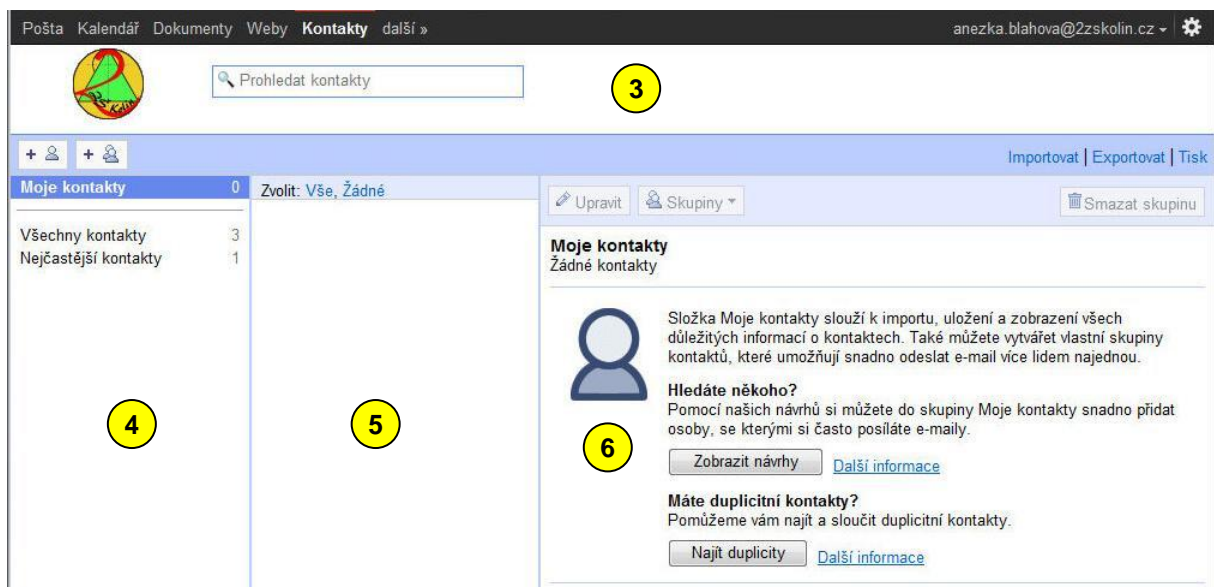 Pošta Kalendář Dokumenty Weby Kontakty další »
anezka.blahova@2zskolin.cz
2
ZŠ Kolín
Prohledat kontakty
3
Importovat | Exportovat | Tisk
Moje kontakty 0
Všechny kontakty 3
Nejčastější kontakty 1
4
Zvolit: Vše, Žádné
5
Upravit Skupiny Smazat skupinu
Moje kontakty
Žádné kontakty
Složka Moje kontakty slouží k importu, uložení a zobrazení všech
důležitých informací o kontaktech. Také můžete vytvářet vlastní skupiny
kontaktů, které umožňují snadno odeslat e-mail více lidem najednou.
Hledáte někoho?
Pomocí našich návrhů si můžete do skupiny Moje kontakty snadno přidat
osoby, se kterými si často posíláte e-maily.
6
Zobrazit návrhy Další informace
Máte duplicitní kontakty?
Pomůžeme vám najít a sloučit duplicitní kontakty.
Najít duplicity Další informace